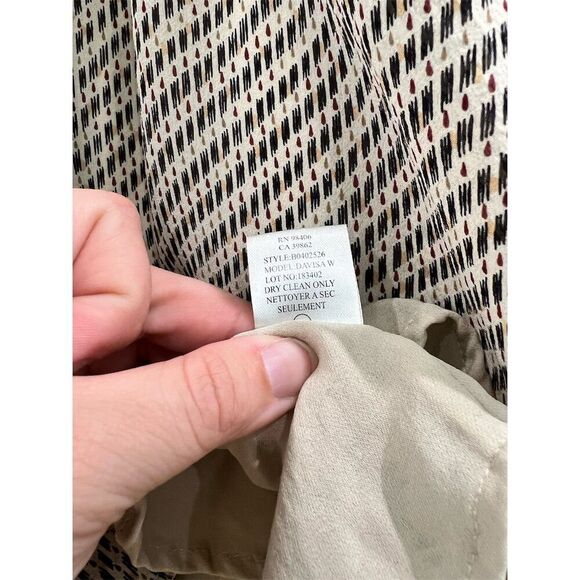 RN 98406
CA 39862
STYLE:B0402526
MODEL DAVISA W
LOT NO:183402
DRY CLEAN ONLY
NETTOYER A SEC
SEULEMENT